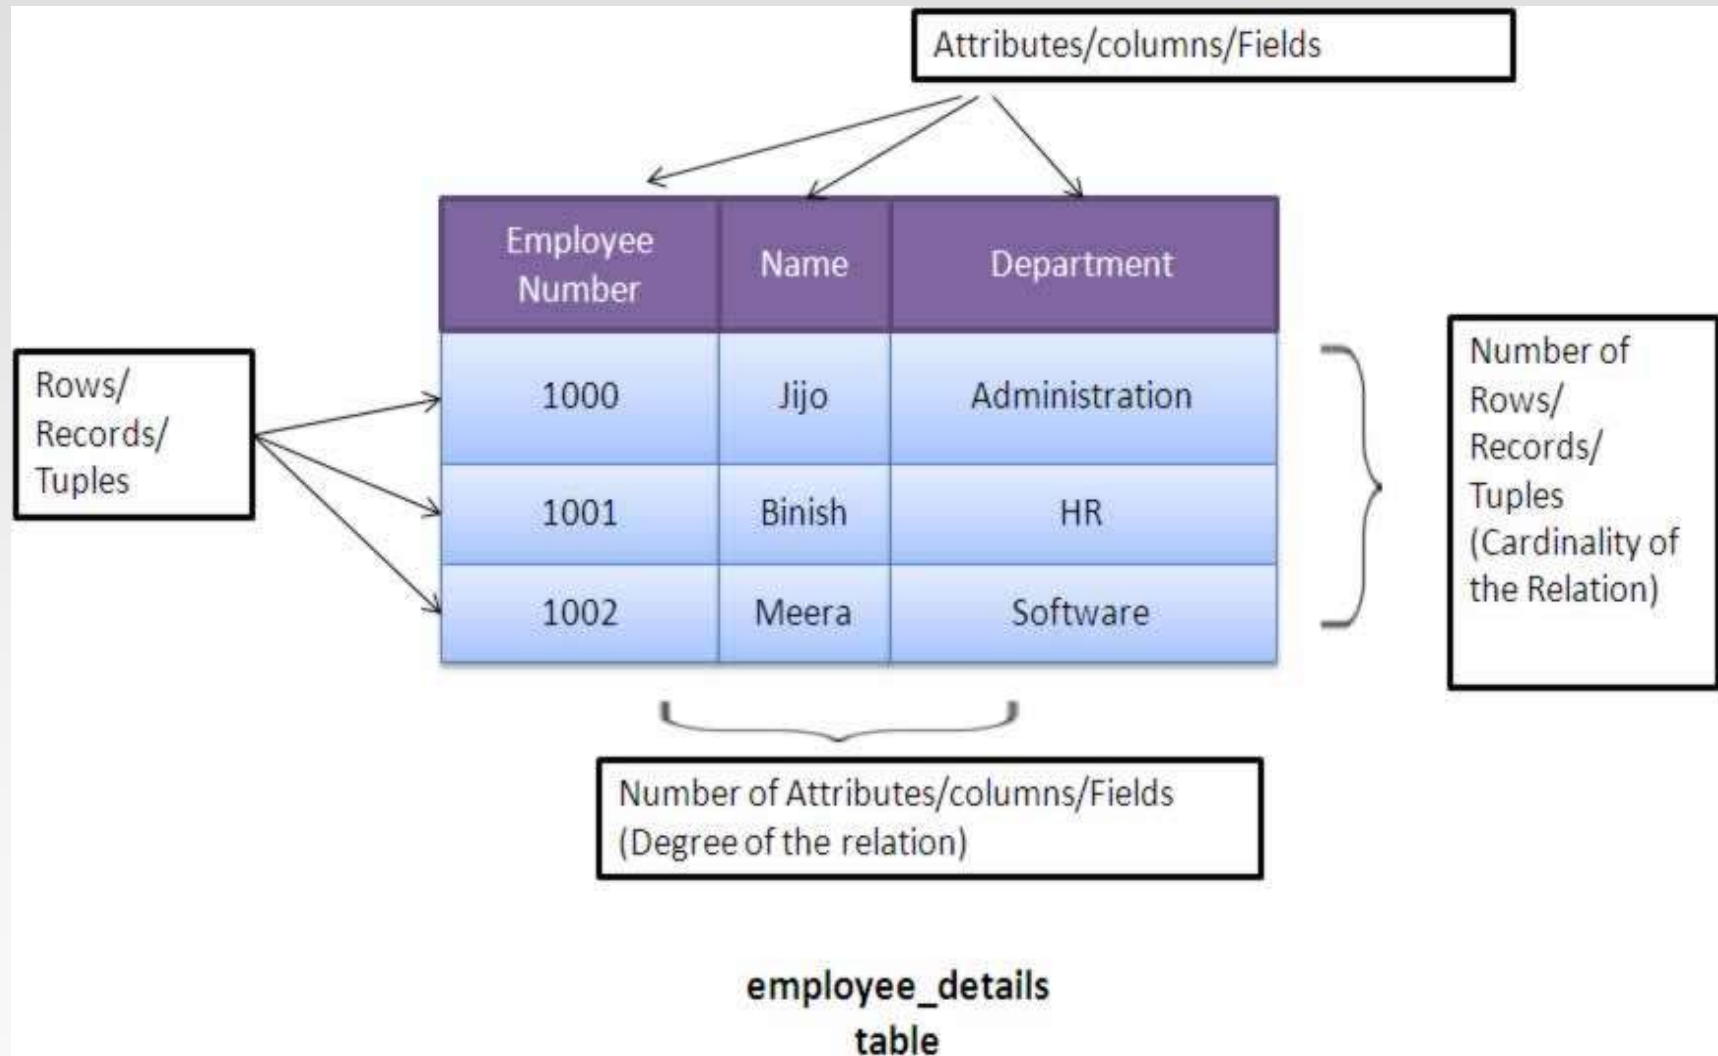 Attributes/columns/Fields
Employee
Number
Name
Department
Rows/
Records/
Tuples
1000
Jijo
Administration
1001
Binish
HR
1002
Meera
Software
Number of
Rows/
Records/
Tuples
(Cardinality of
the Relation)
Number of Attributes/columns/Fields
(Degree of the relation)
employee_details
table